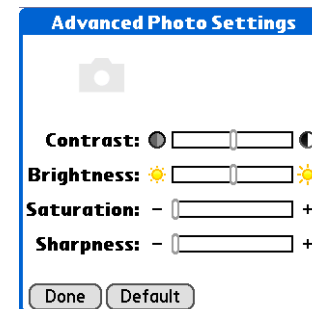 Advanced Photo Settings
Contrast:
Brightness:
Saturation: - +
Sharpness: - +
Done Default